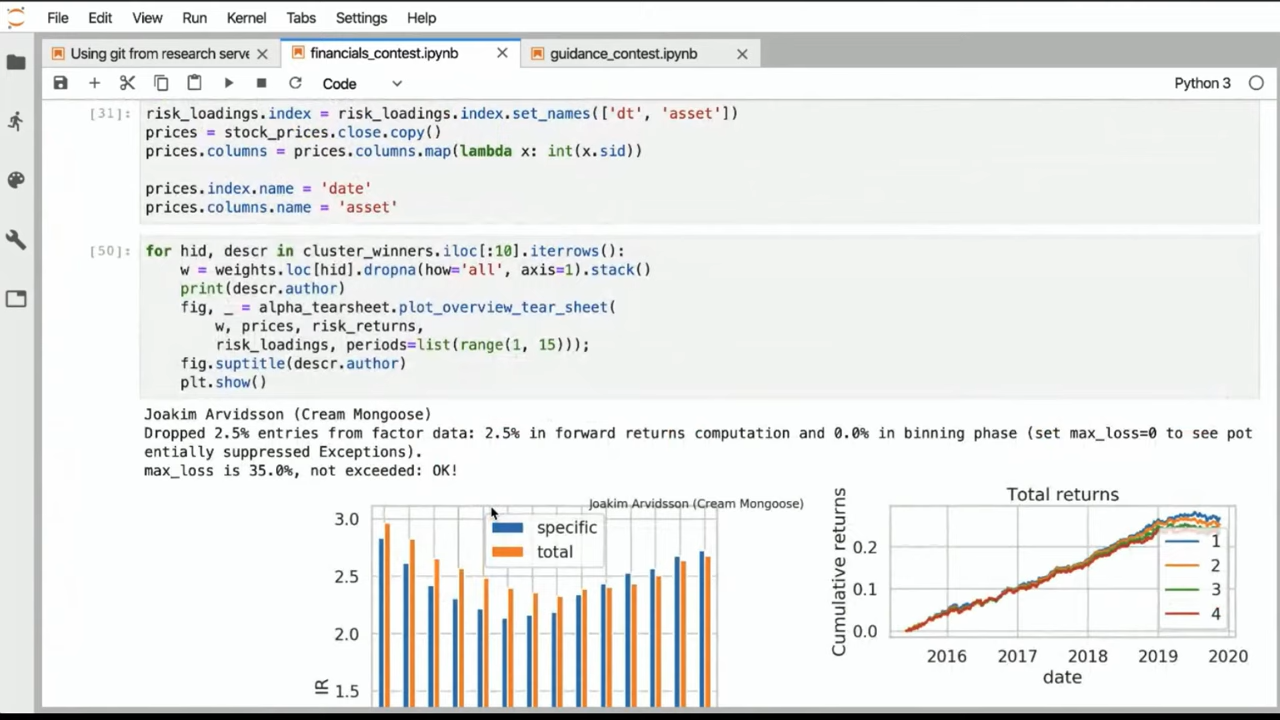 File Edit View Run Kernel Tabs Settings Help
Using git from research serve financials_contest.ipynb guidance_contest.ipynb
Code Python 3
[31]: risk_loadings.index = risk_loadings.index.set_names(['dt', 'asset'])
prices = stock_prices.close.copy()
prices.columns = prices.columns.map(lambda x: int(x.sid))
prices.index.name = 'date'
prices.columns.name = 'asset'
[50]: for hid, descr in cluster_winners.iloc[:10].iterrows():
w = weights.loc[hid].dropna(how='all', axis=1).stack()
print(descr.author)
fig, _ = alpha_tearsheet.plot_overview_tear_sheet(
w, prices, risk_returns,
risk_loadings, periods=list(range(1, 15)));
fig.suptitle(descr.author)
plt.show()
Joakim Arvidsson (Cream Mongoose)
Dropped 2.5% entries from factor data: 2.5% in forward returns computation and 0.0% in binning phase (set max_loss=0 to see pot
entially suppressed Exceptions).
max_loss is 35.0%, not exceeded: OK!
Joakim Arvidsson (Cream Mongoose)
specific
total
3.0
2.5
2.0
1.5
IR
Total returns
Cumulative returns
0.2
0.1
0.0
1
2
3
4
2016 2017 2018 2019 2020
date